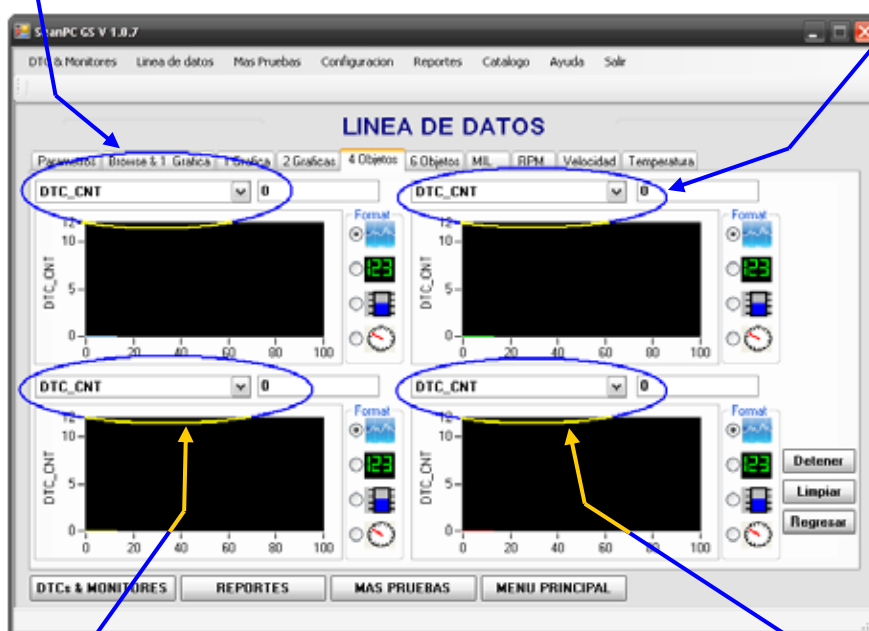 ScanPC GS V 1.0.7
DTC & Monitores Linea de datos Mas Pruebas Configuracion Reportes Catalogo Ayuda Salir
LINEA DE DATOS
Parametros Browse & 1 Grafica 1 Grafica 2 Graficas 4 Objetos 6 Objetos MIL RPM Velocidad Temperatura
DTC_CNT 0 DTC_CNT 0
Format Format
12 12
10 10
123 123
DTC_CNT DTC_CNT
5 5
0 0
0 20 40 60 80 100 0 20 40 60 80 100
DTC_CNT 0 DTC_CNT 0
Format Format
12 12
10 10
123 123 Detener
DTC_CNT DTC_CNT
5 5 Limpiar
0 0 Regresar
0 20 40 60 80 100 0 20 40 60 80 100
DTCs & MONITORES REPORTES MAS PRUEBAS MENU PRINCIPAL